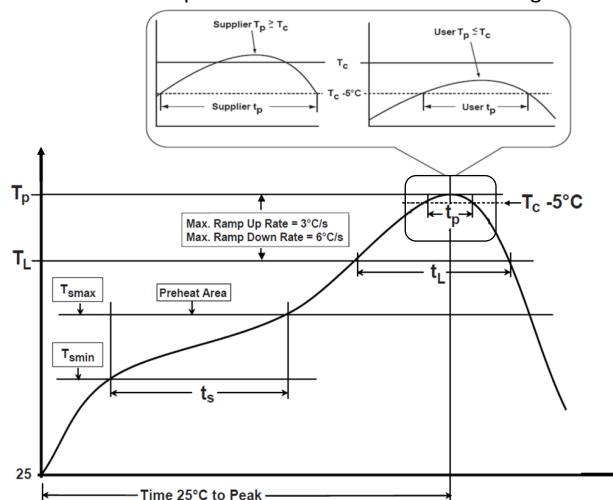 Supplier Tp ≥ Tc
User Tp ≤ Tc
Tc
Tc -5°C
Supplier tp
User tp
Tp
Tc -5°C
Max. Ramp Up Rate = 3°C/s
Max. Ramp Down Rate = 6°C/s
tp
TL
tL
Tsmax
Preheat Area
Tsmin
ts
25
Time 25°C to Peak